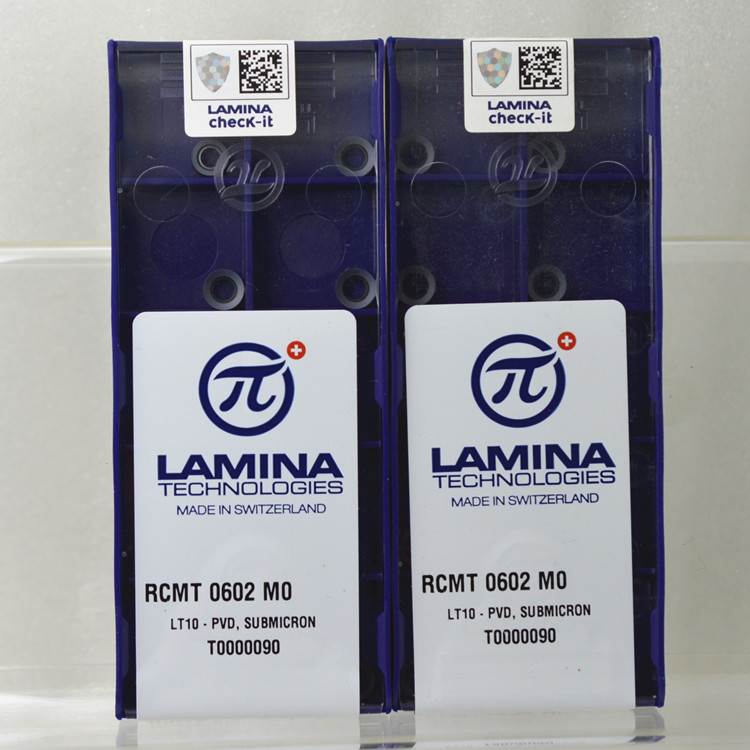 LAMINA
check-it
π
LAMINA
TECHNOLOGIES
MADE IN SWITZERLAND
RCMT 0602 M0
LT10 - PVD, SUBMICRON
T0000090
LAMINA
check-it
π
LAMINA
TECHNOLOGIES
MADE IN SWITZERLAND
RCMT 0602 M0
LT10 - PVD, SUBMICRON
T0000090